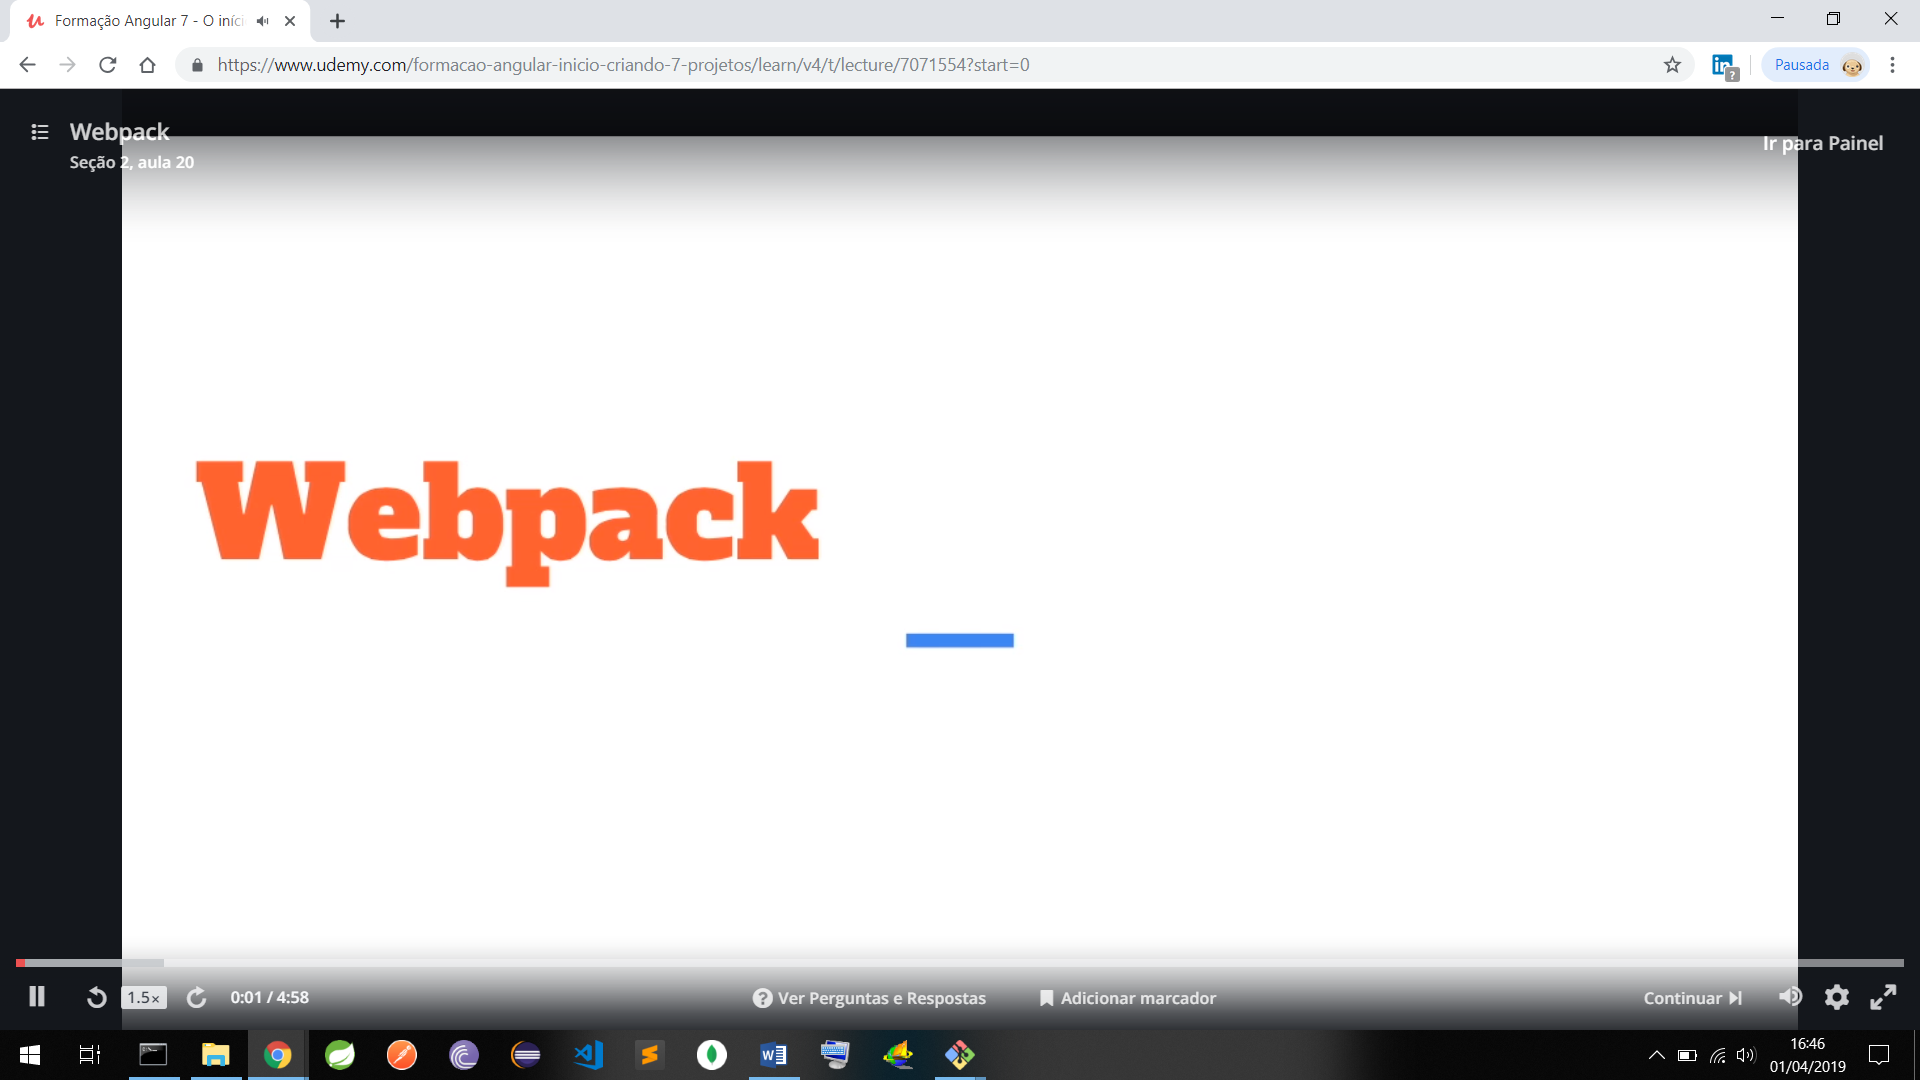 Formação Angular 7 - O iníci
https://www.udemy.com/formacao-angular-inicio-criando-7-projetos/learn/v4/t/lecture/7071554?start=0
Pausada
Webpack
Seção 2, aula 20
Ir para Painel
Webpack
1.5x
0:01 / 4:58
Ver Perguntas e Respostas
Adicionar marcador
Continuar
16:46
01/04/2019